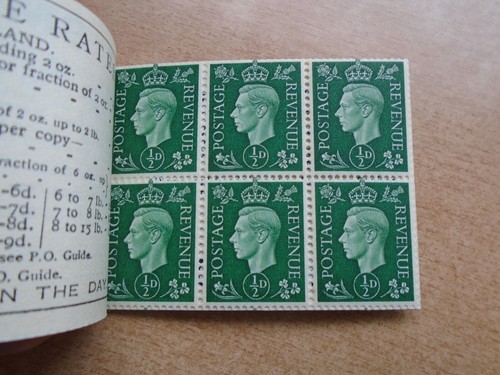 E RATE
LAND.
ding 2 oz.
or fraction of 2 oz.
of 2 oz. up to 2 lb.
per copy—
raction of 6 oz. up
-6d. 6 to 7 lb.
-7d. 7 to 8 lb.
-8d. 8 to 15 lb.
-9d.
see P.O. Guide.
.O. Guide.
N THE DAY
POSTAGE REVENUE
½D
POSTAGE REVENUE
½D
POSTAGE REVENUE
½D
POSTAGE REVENUE
½D
POSTAGE REVENUE
½D
POSTAGE REVENUE
½D